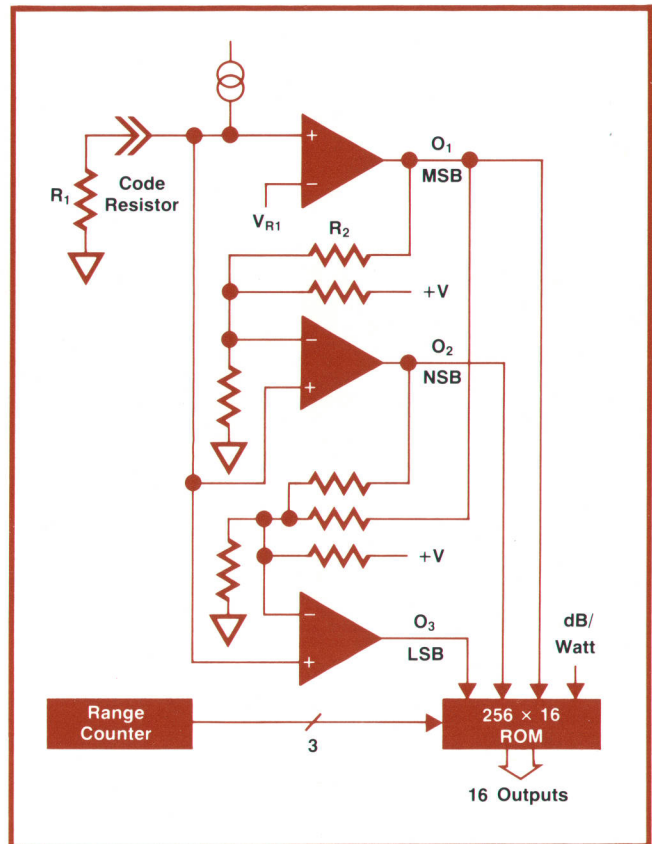 +
O₁
MSB
−
V_R1
R₁
Code
Resistor
R₂
+V
−
O₂
NSB
+
+V
−
O₃
LSB
+
dB/
Watt
Range
Counter
3
256 × 16
ROM
16 Outputs